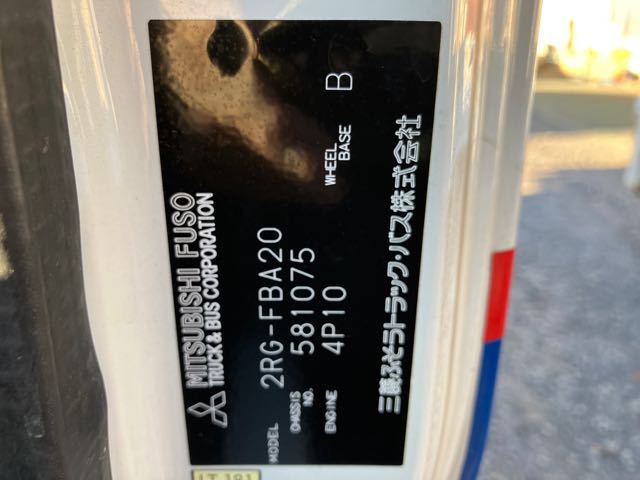 MITSUBISHI FUSO
TRUCK & BUS CORPORATION
MODEL 2RG-FBA20
CHASSIS NO. 581075
ENGINE 4P10 WHEEL BASE B
三菱ふそうトラック・バス株式会社
LT 191